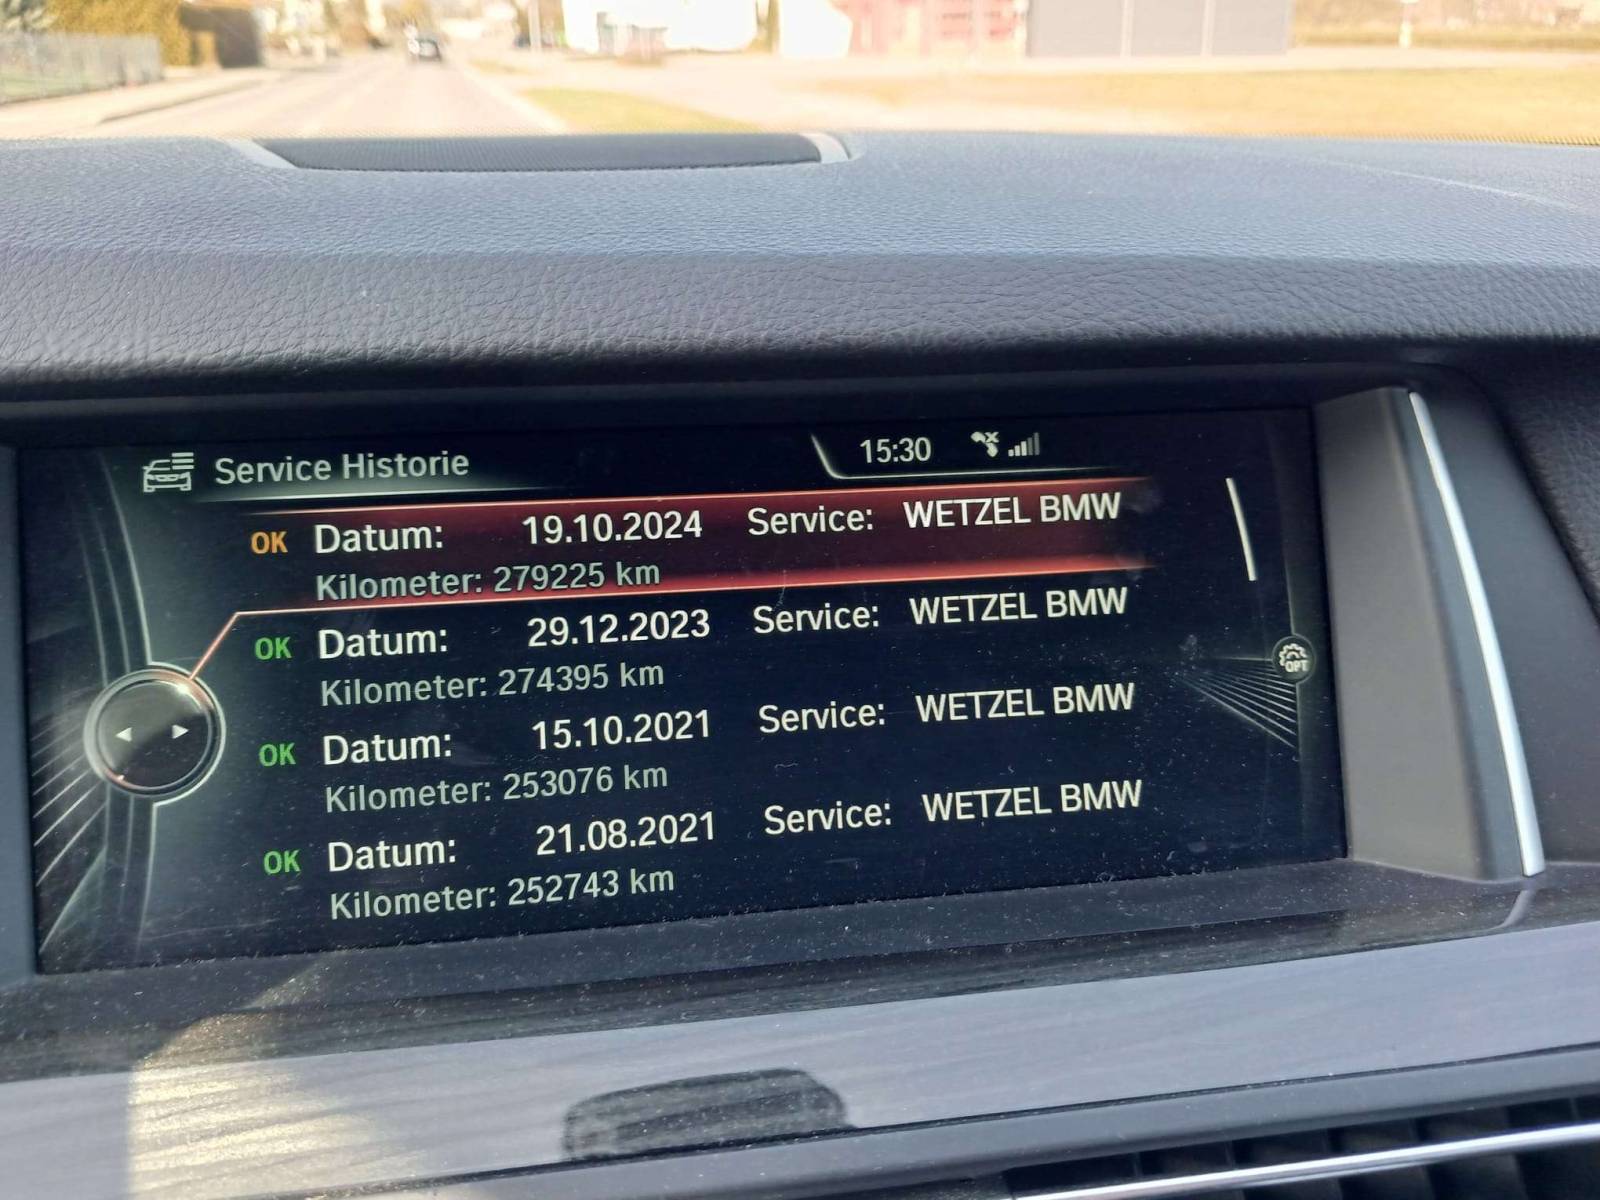 Service Historie 15:30
OK Datum: 19.10.2024 Service: WETZEL BMW
Kilometer: 279225 km
OK Datum: 29.12.2023 Service: WETZEL BMW
Kilometer: 274395 km
OK Datum: 15.10.2021 Service: WETZEL BMW
Kilometer: 253076 km
OK Datum: 21.08.2021 Service: WETZEL BMW
Kilometer: 252743 km
OPT